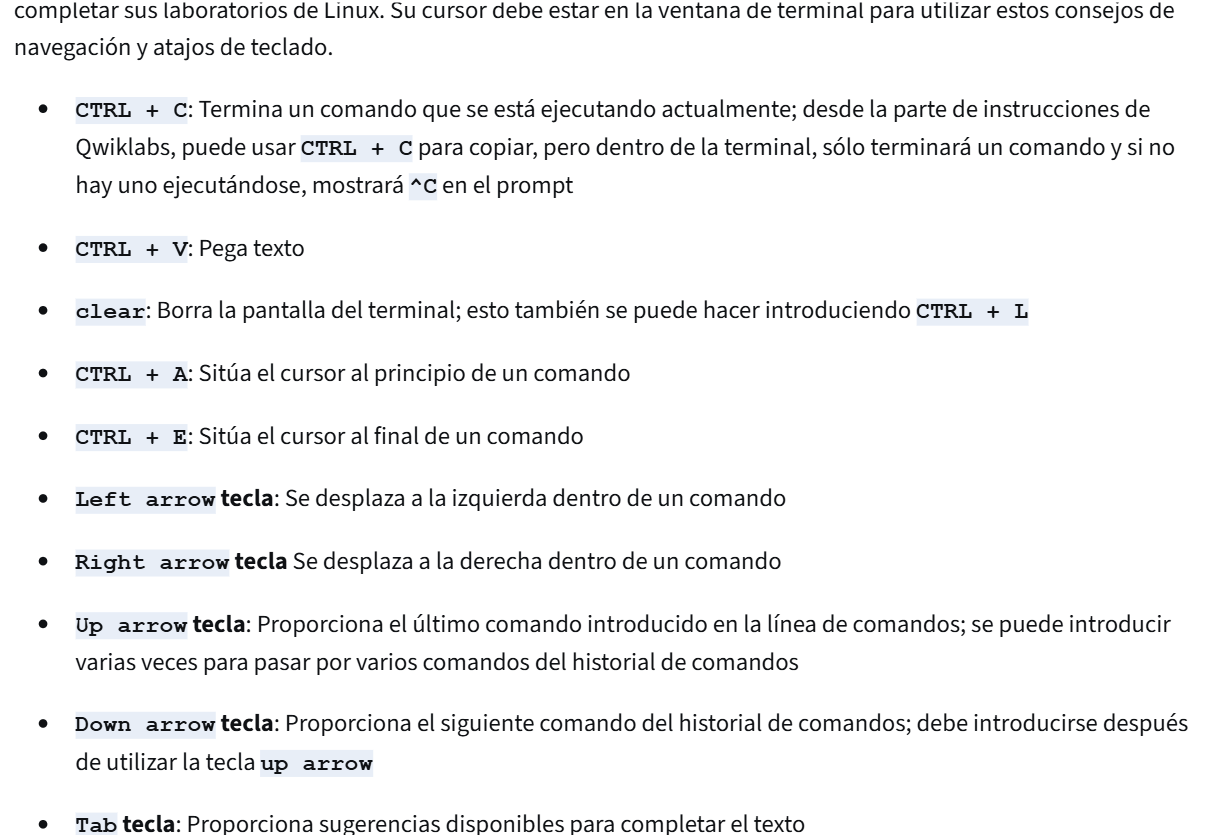 completar sus laboratorios de Linux. Su cursor debe estar en la ventana de terminal para utilizar estos consejos de
navegación y atajos de teclado.
CTRL + C: Termina un comando que se está ejecutando actualmente; desde la parte de instrucciones de
Qwiklabs, puede usar CTRL + C para copiar, pero dentro de la terminal, sólo terminará un comando y si no
hay uno ejecutándose, mostrará ^C en el prompt
CTRL + V: Pega texto
clear: Borra la pantalla del terminal; esto también se puede hacer introduciendo CTRL + L
CTRL + A: Sitúa el cursor al principio de un comando
CTRL + E: Sitúa el cursor al final de un comando
Left arrow tecla: Se desplaza a la izquierda dentro de un comando
Right arrow tecla Se desplaza a la derecha dentro de un comando
Up arrow tecla: Proporciona el último comando introducido en la línea de comandos; se puede introducir
varias veces para pasar por varios comandos del historial de comandos
Down arrow tecla: Proporciona el siguiente comando del historial de comandos; debe introducirse después
de utilizar la tecla up arrow
Tab tecla: Proporciona sugerencias disponibles para completar el texto